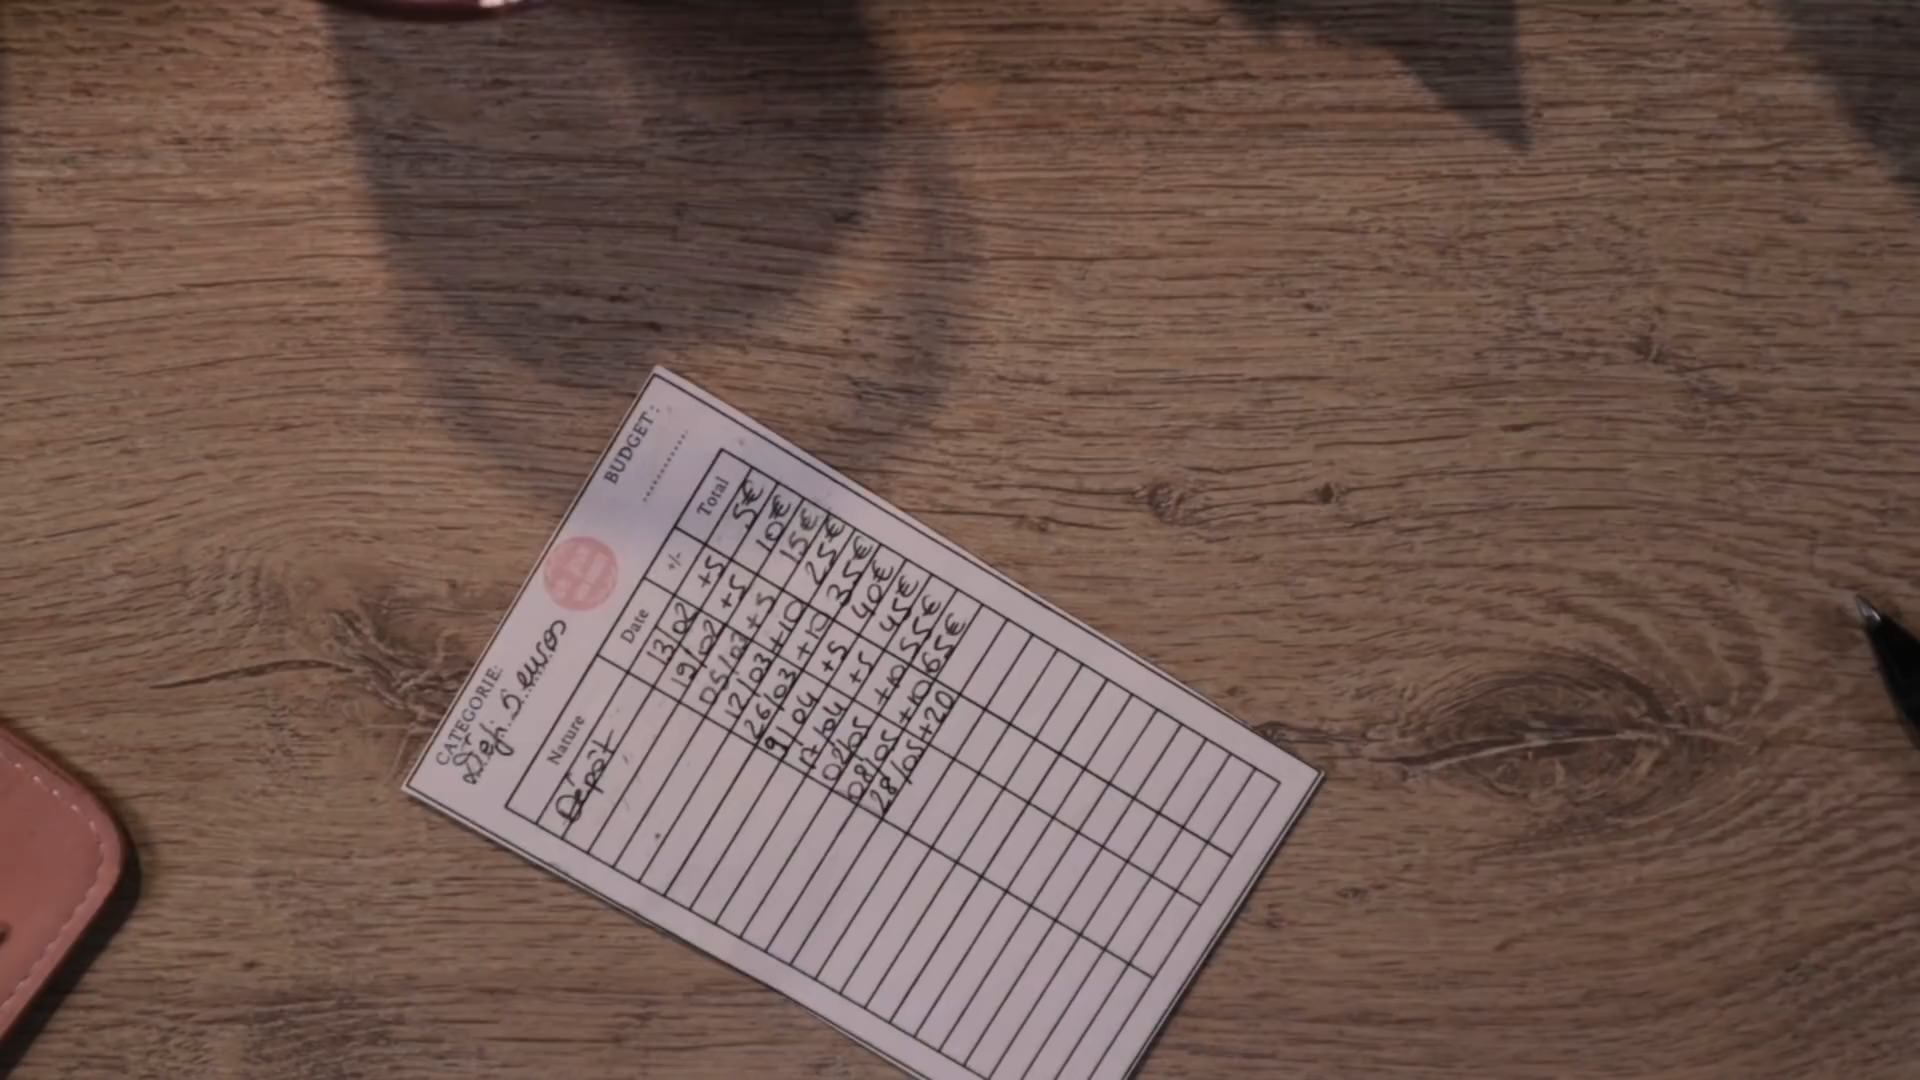 CATEGORIE: BUDGET:
Défi 5 euros
Nature Date +/- Total
Dépôt 13/02 +5 5€
19/02 +5 10€
05/03 +5 15€
12/03 +10 25€
26/03 +10 35€
9/04 +5 40€
17/04 +5 45€
02/05 +10 55€
08/05 +10 65€
28/05 +20